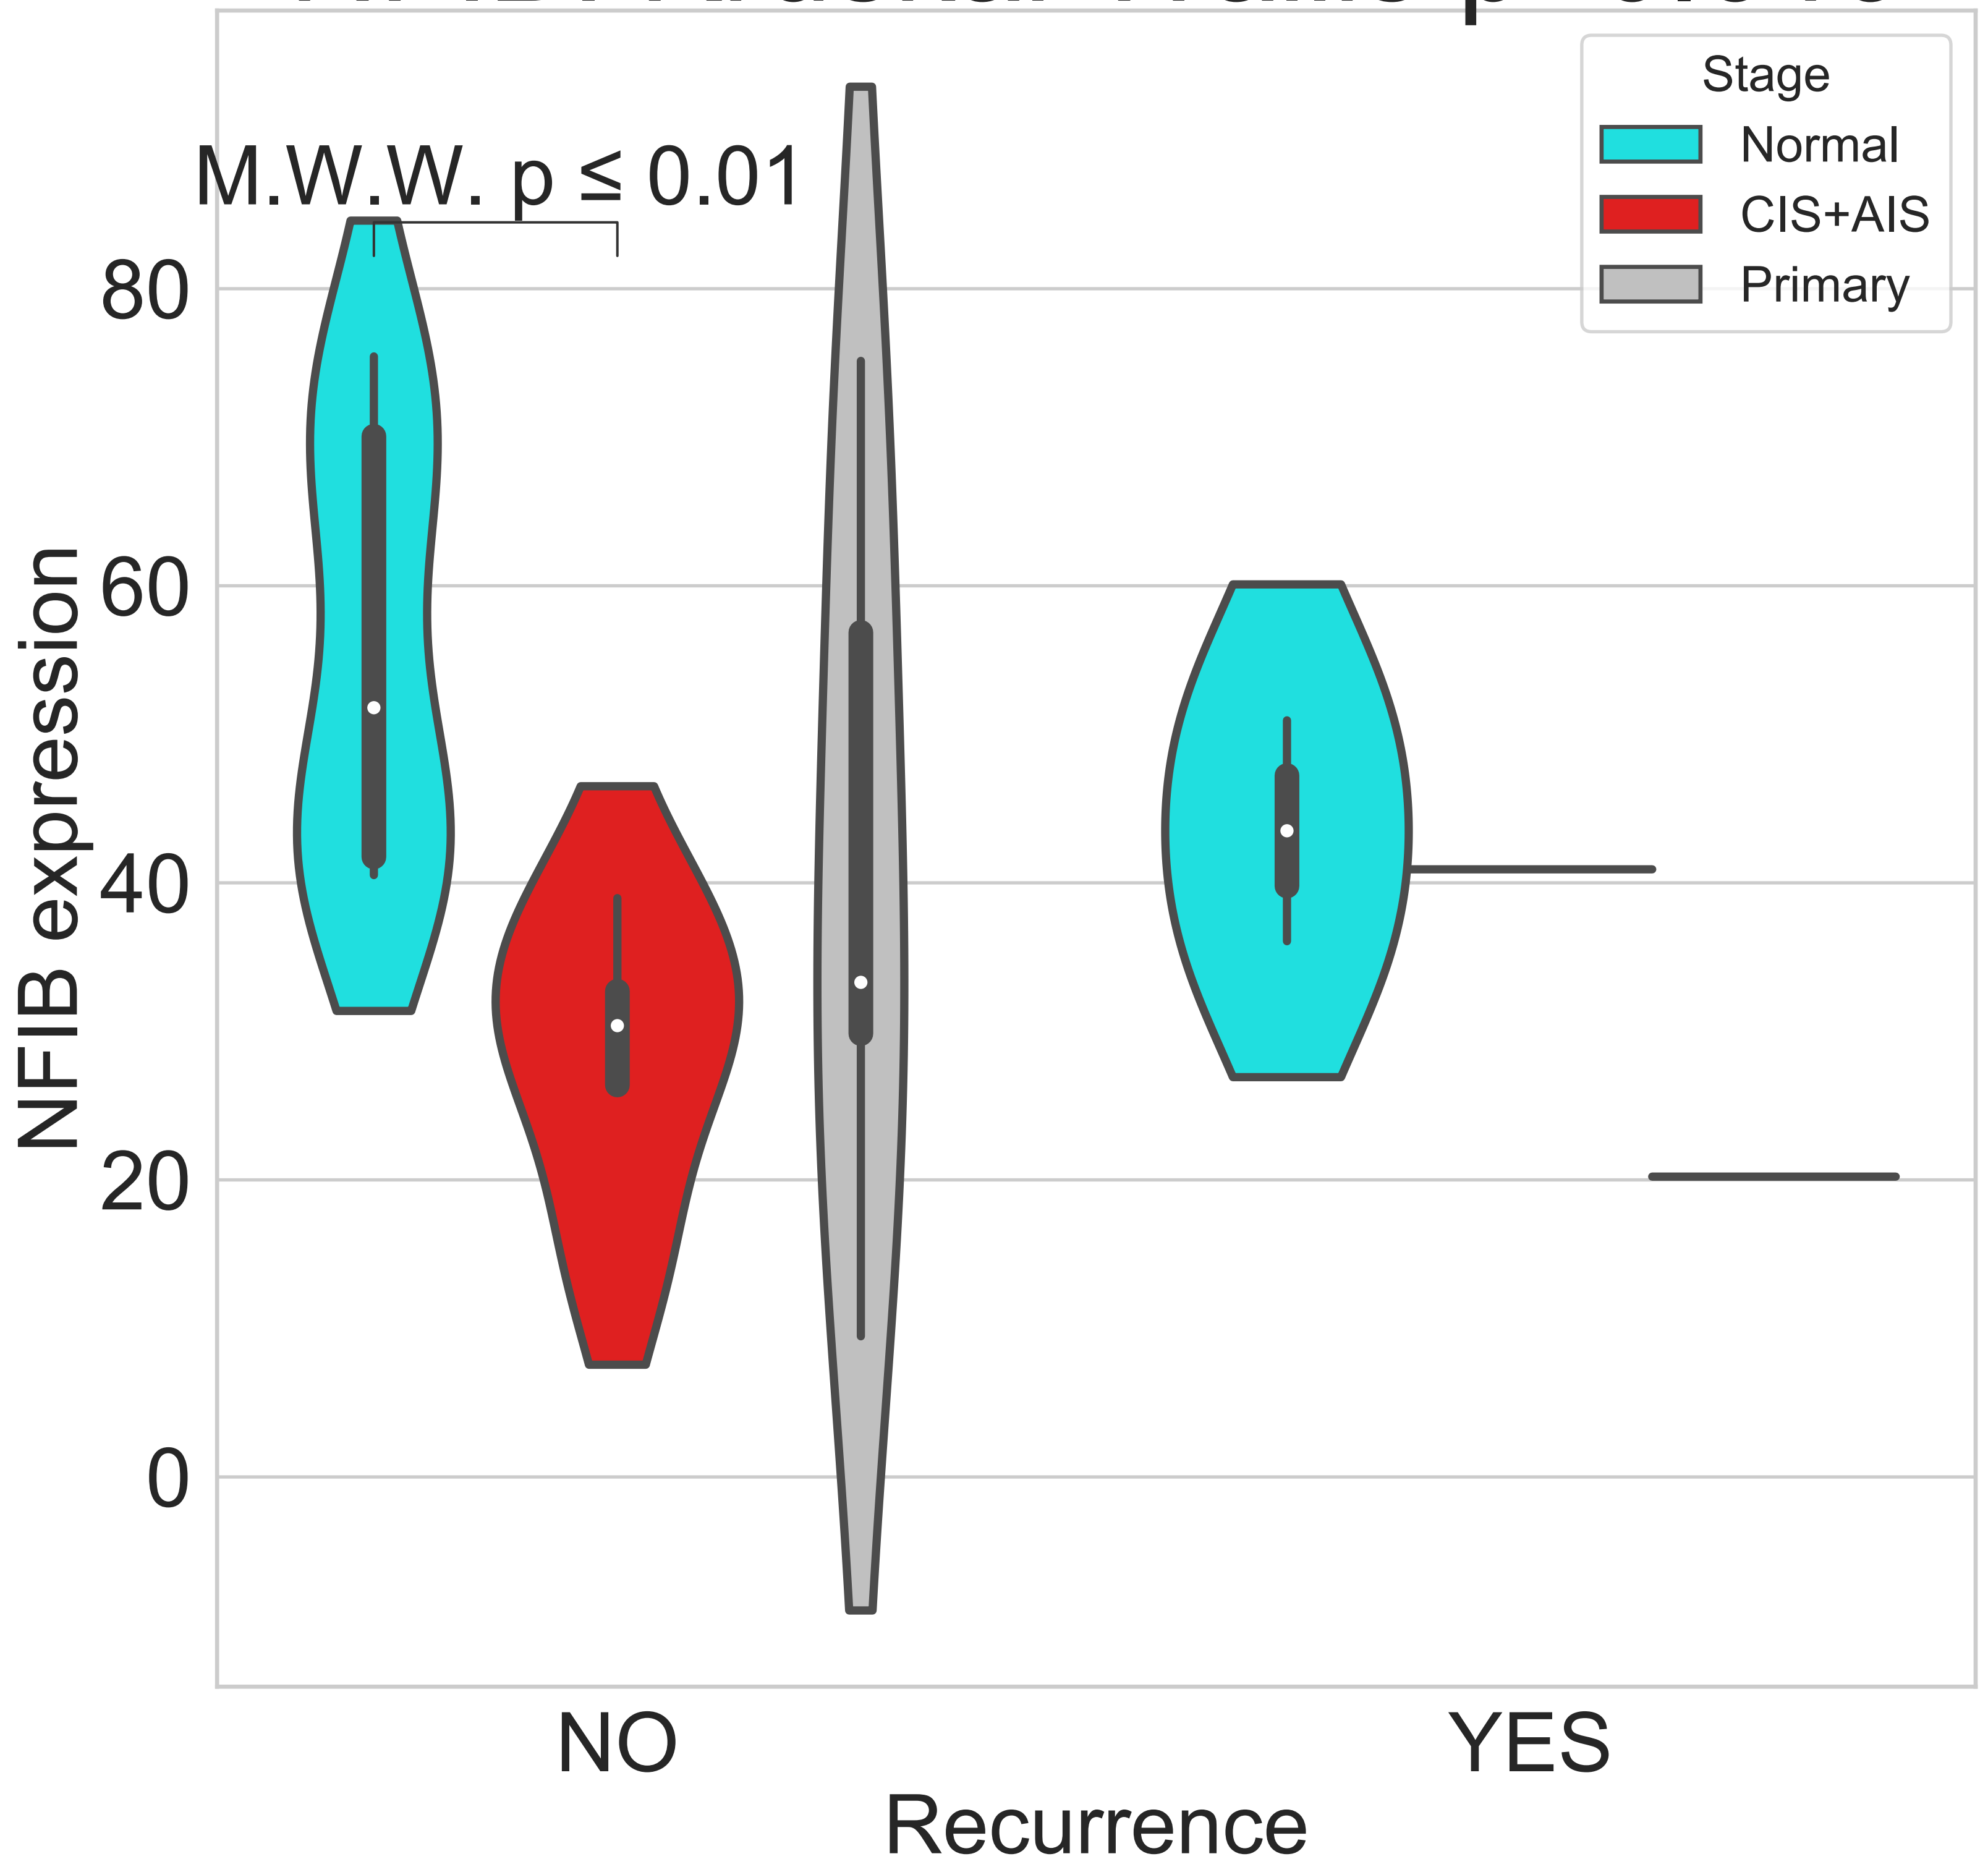 Stage
Normal
CIS+AIS
Primary
M.W.W. p ≤ 0.01
80
60
40
20
0
NFIB expression
NO
YES
Recurrence